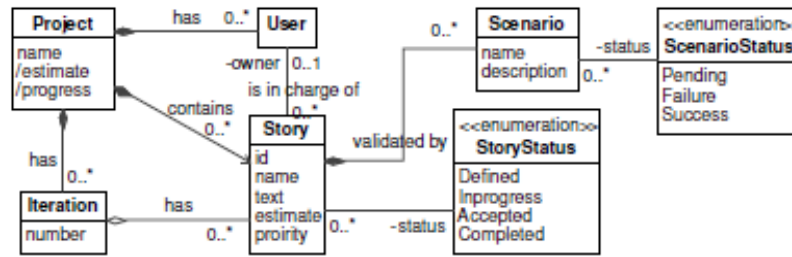 Project
name
/estimate
/progress
has
0..*
User
-owner
0..1
is in charge of
0..*
contains
0..*
Story
id
name
text
estimate
proirity
has
0..*
Iteration
number
has
0..*
validated by
0..*
Scenario
name
description
-status
0..*
<<enumeration>>
ScenarioStatus
Pending
Failure
Success
<<enumeration>>
StoryStatus
Defined
Inprogress
Accepted
Completed
0..*
-status